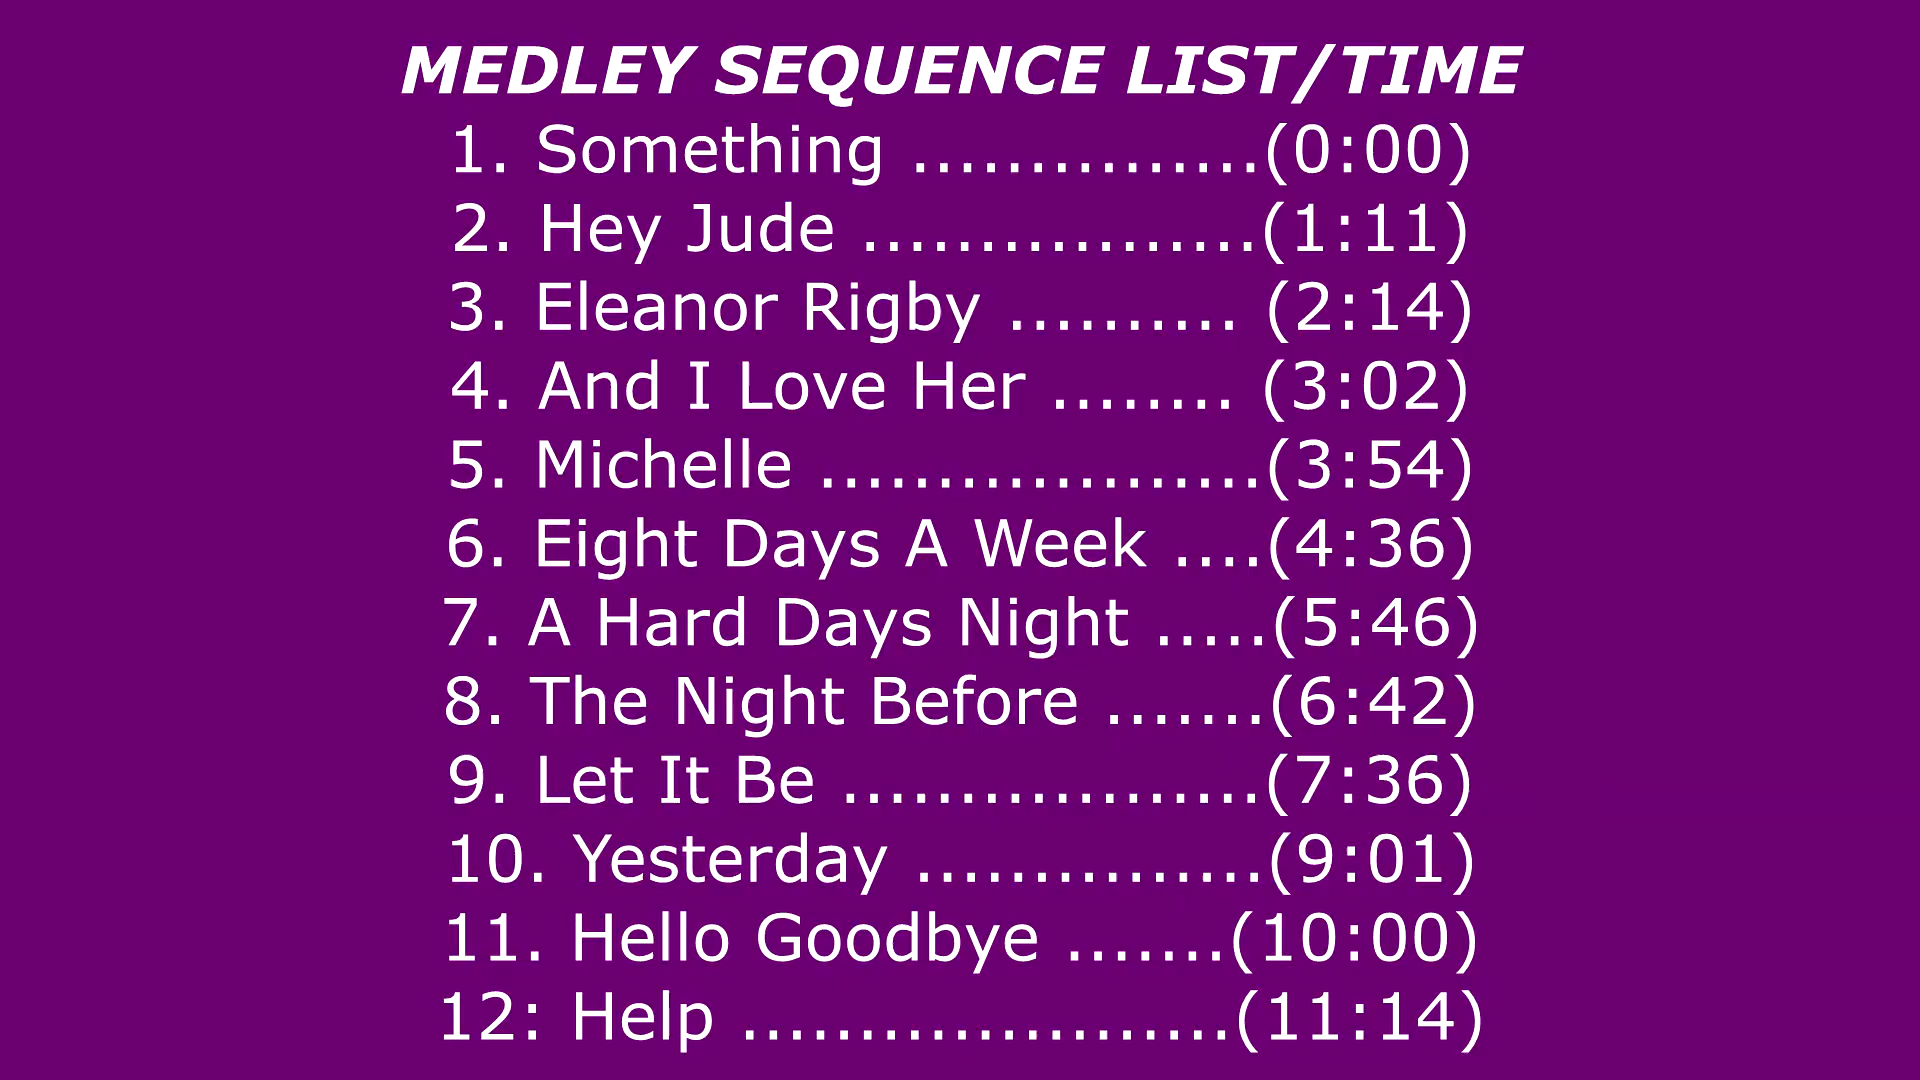 MEDLEY SEQUENCE LIST/TIME
1. Something ...............(0:00)
2. Hey Jude .................(1:11)
3. Eleanor Rigby .......... (2:14)
4. And I Love Her ........ (3:02)
5. Michelle ...................(3:54)
6. Eight Days A Week ....(4:36)
7. A Hard Days Night .....(5:46)
8. The Night Before .......(6:42)
9. Let It Be ..................(7:36)
10. Yesterday ...............(9:01)
11. Hello Goodbye .......(10:00)
12: Help .....................(11:14)